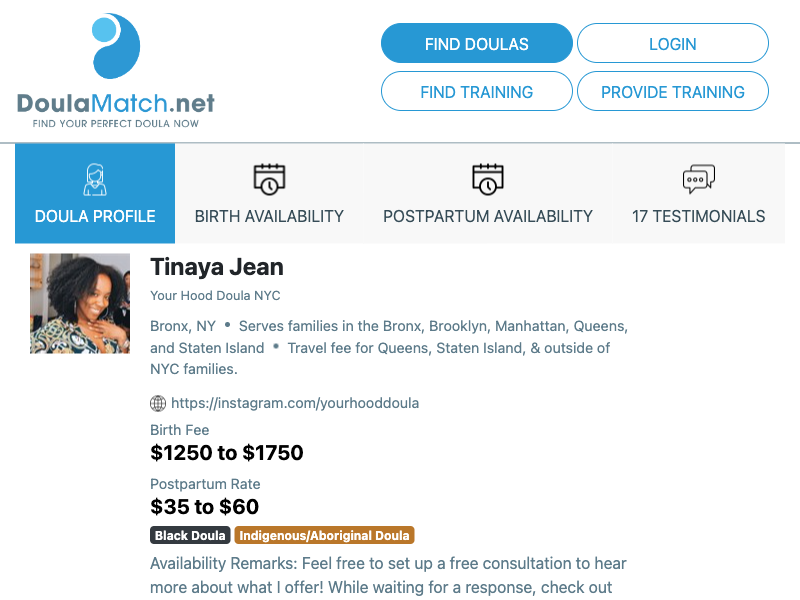 DoulaMatch.net
FIND YOUR PERFECT DOULA NOW
FIND DOULAS
LOGIN
FIND TRAINING
PROVIDE TRAINING
DOULA PROFILE
BIRTH AVAILABILITY
POSTPARTUM AVAILABILITY
17 TESTIMONIALS
Tinaya Jean
Your Hood Doula NYC
Bronx, NY • Serves families in the Bronx, Brooklyn, Manhattan, Queens,
and Staten Island • Travel fee for Queens, Staten Island, & outside of
NYC families.
https://instagram.com/yourhooddoula
Birth Fee
$1250 to $1750
Postpartum Rate
$35 to $60
Black Doula Indigenous/Aboriginal Doula
Availability Remarks: Feel free to set up a free consultation to hear
more about what I offer! While waiting for a response, check out